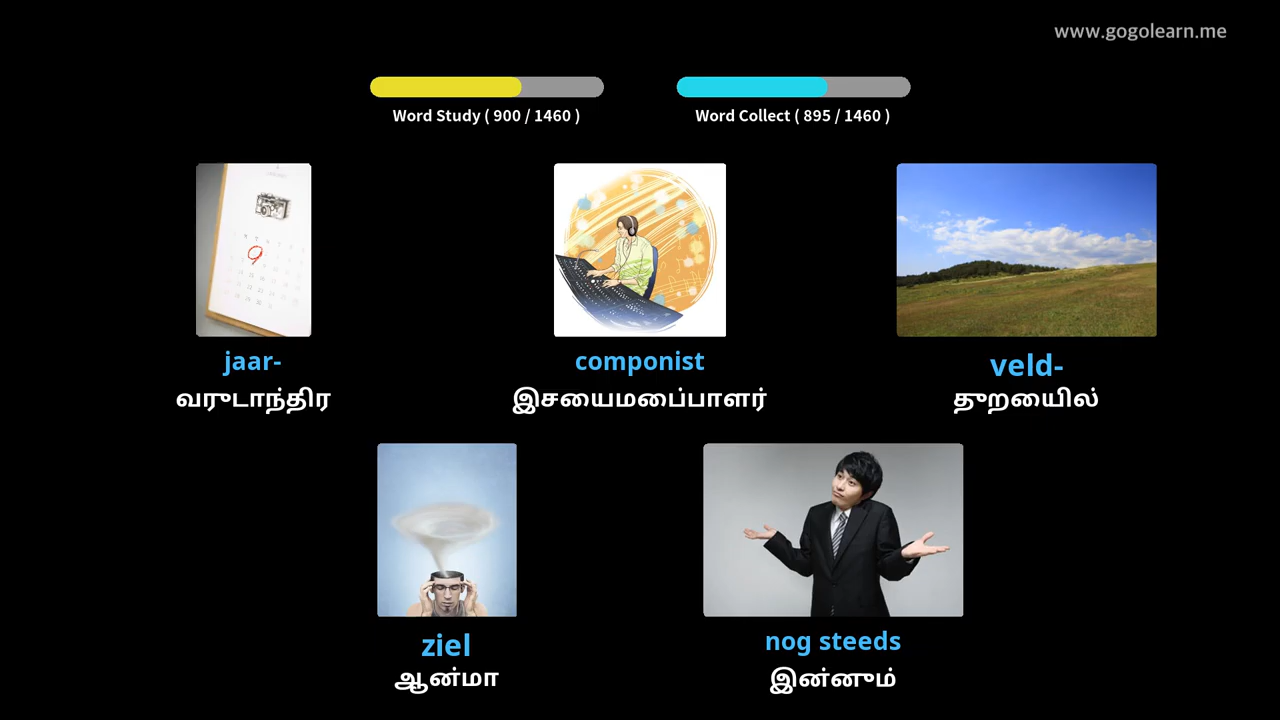 www.gogolearn.me
Word Study ( 900 / 1460 )
Word Collect ( 895 / 1460 )
jaar-
வருடாந்திர
componist
இசையமைப்பாளர்
veld-
துறையில்
ziel
ஆன்மா
nog steeds
இன்னும்